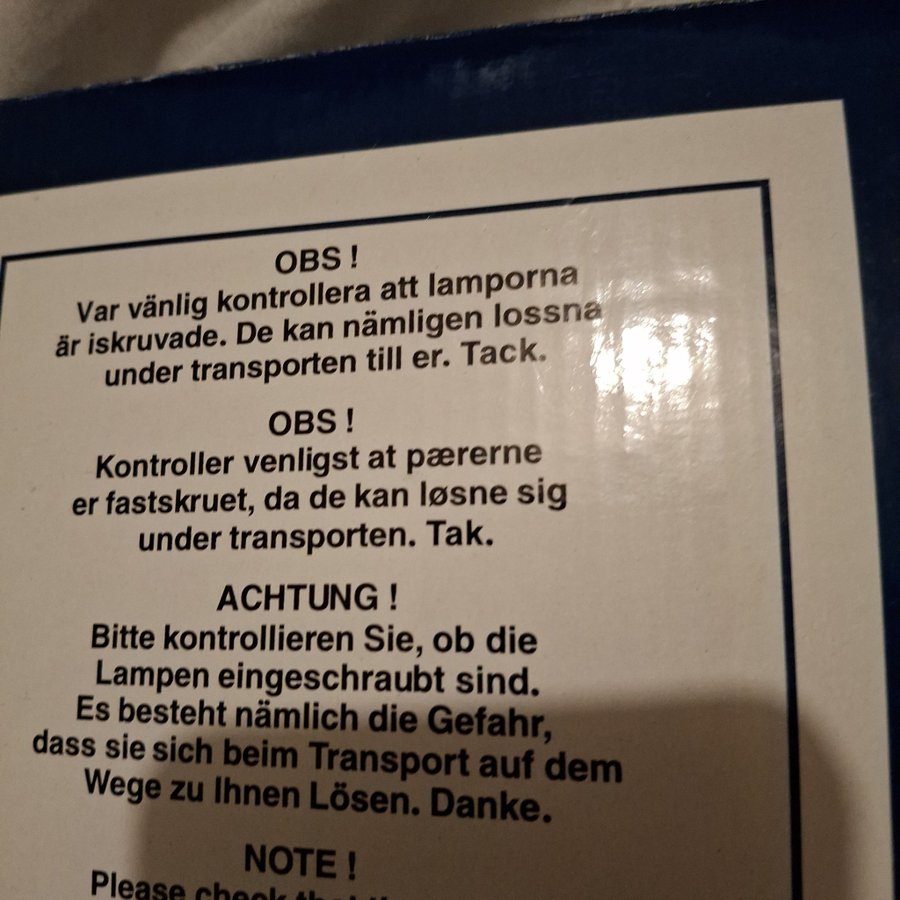 OBS !
Var vänlig kontrollera att lamporna
är iskruvade. De kan nämligen lossna
under transporten till er. Tack.
OBS !
Kontroller venligst at pærerne
er fastskruet, da de kan løsne sig
under transporten. Tak.
ACHTUNG !
Bitte kontrollieren Sie, ob die
Lampen eingeschraubt sind.
Es besteht nämlich die Gefahr,
dass sie sich beim Transport auf dem
Wege zu Ihnen Lösen. Danke.
NOTE !
Please check that